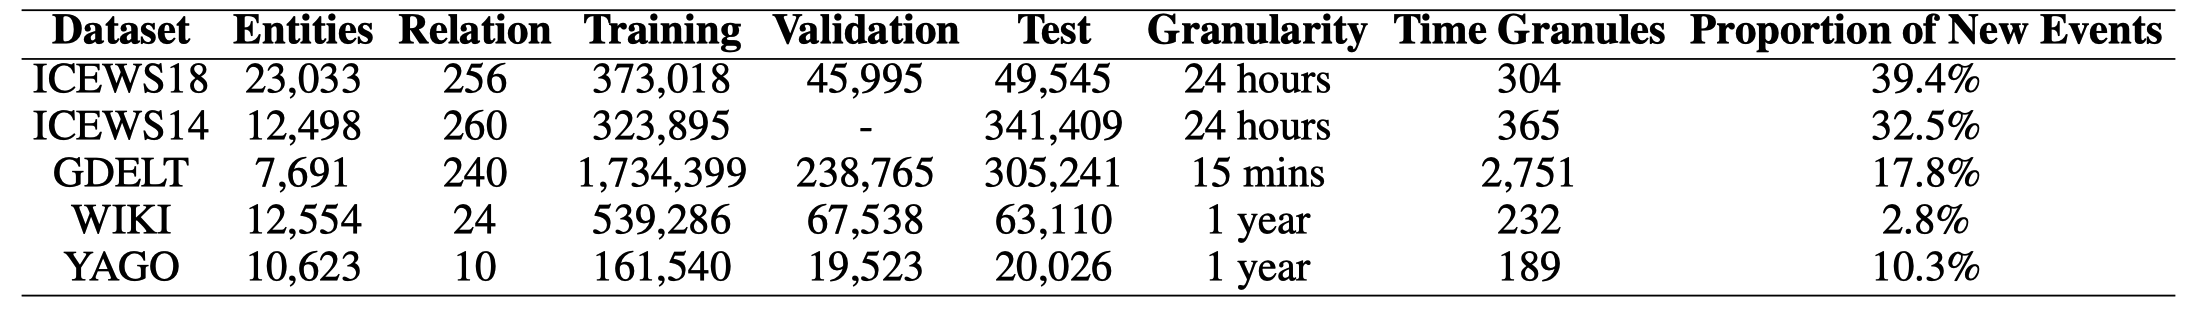 Dataset Entities Relation Training Validation Test Granularity Time Granules Proportion of New Events
ICEWS18 23,033 256 373,018 45,995 49,545 24 hours 304 39.4%
ICEWS14 12,498 260 323,895 - 341,409 24 hours 365 32.5%
GDELT 7,691 240 1,734,399 238,765 305,241 15 mins 2,751 17.8%
WIKI 12,554 24 539,286 67,538 63,110 1 year 232 2.8%
YAGO 10,623 10 161,540 19,523 20,026 1 year 189 10.3%